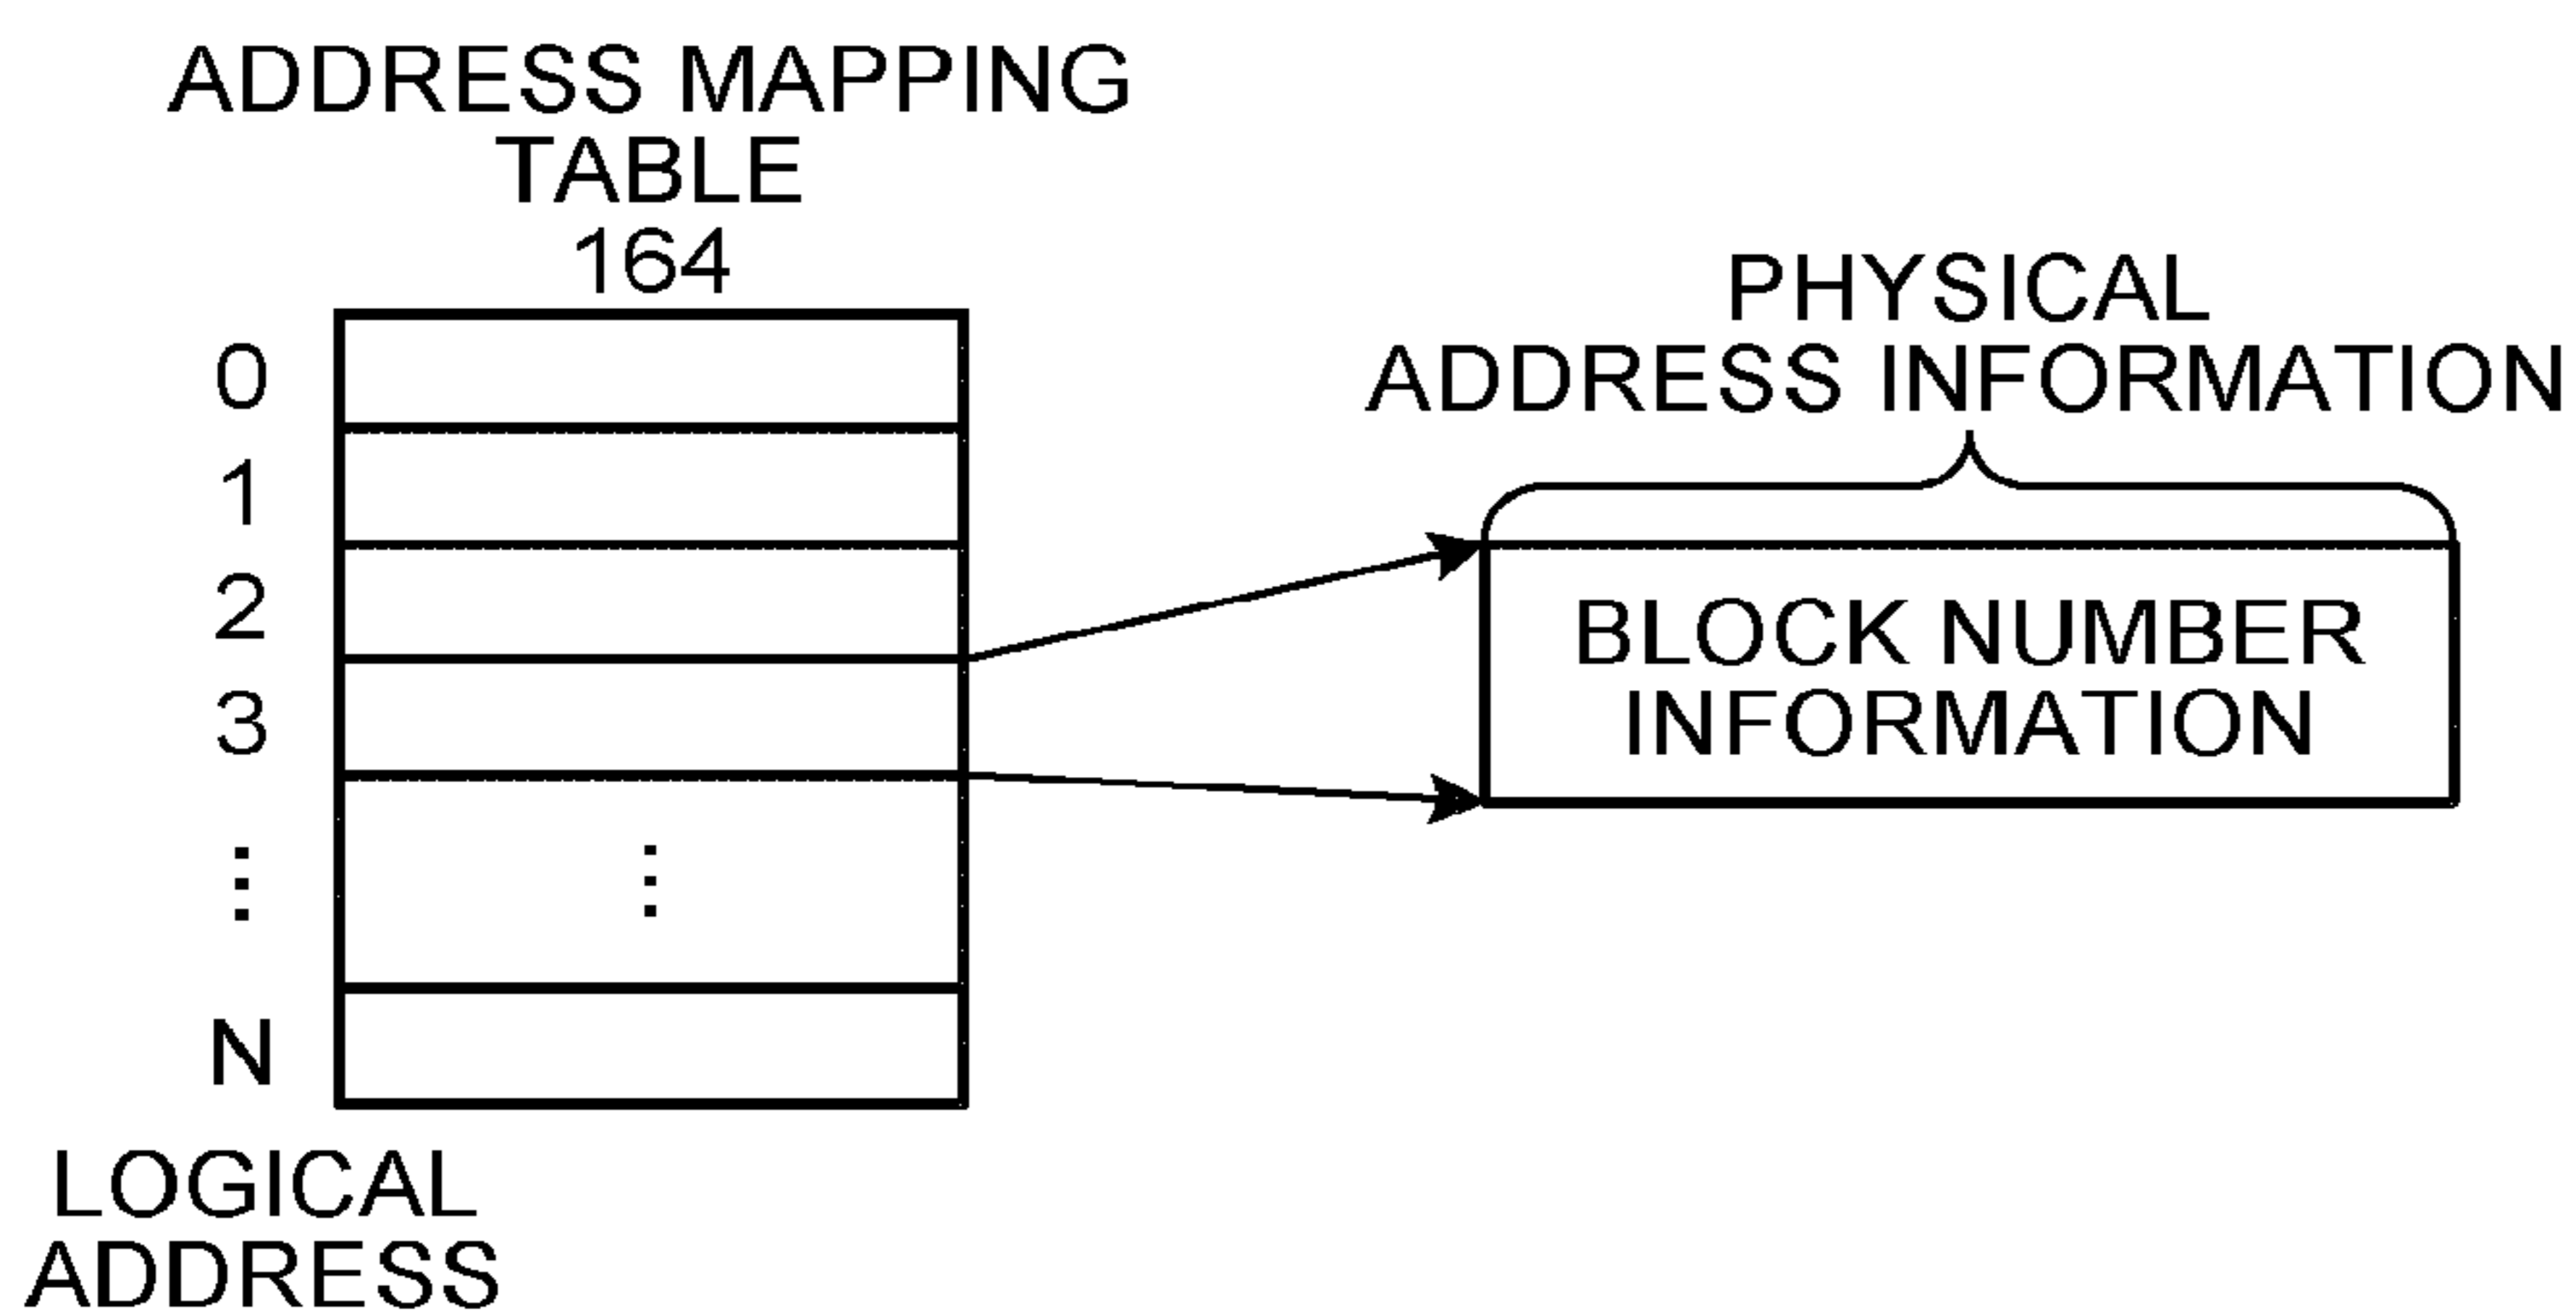 ADDRESS MAPPING
TABLE
164
0
1
2
3
⋮
⋮
N
LOGICAL
ADDRESS
PHYSICAL
ADDRESS INFORMATION
BLOCK NUMBER
INFORMATION